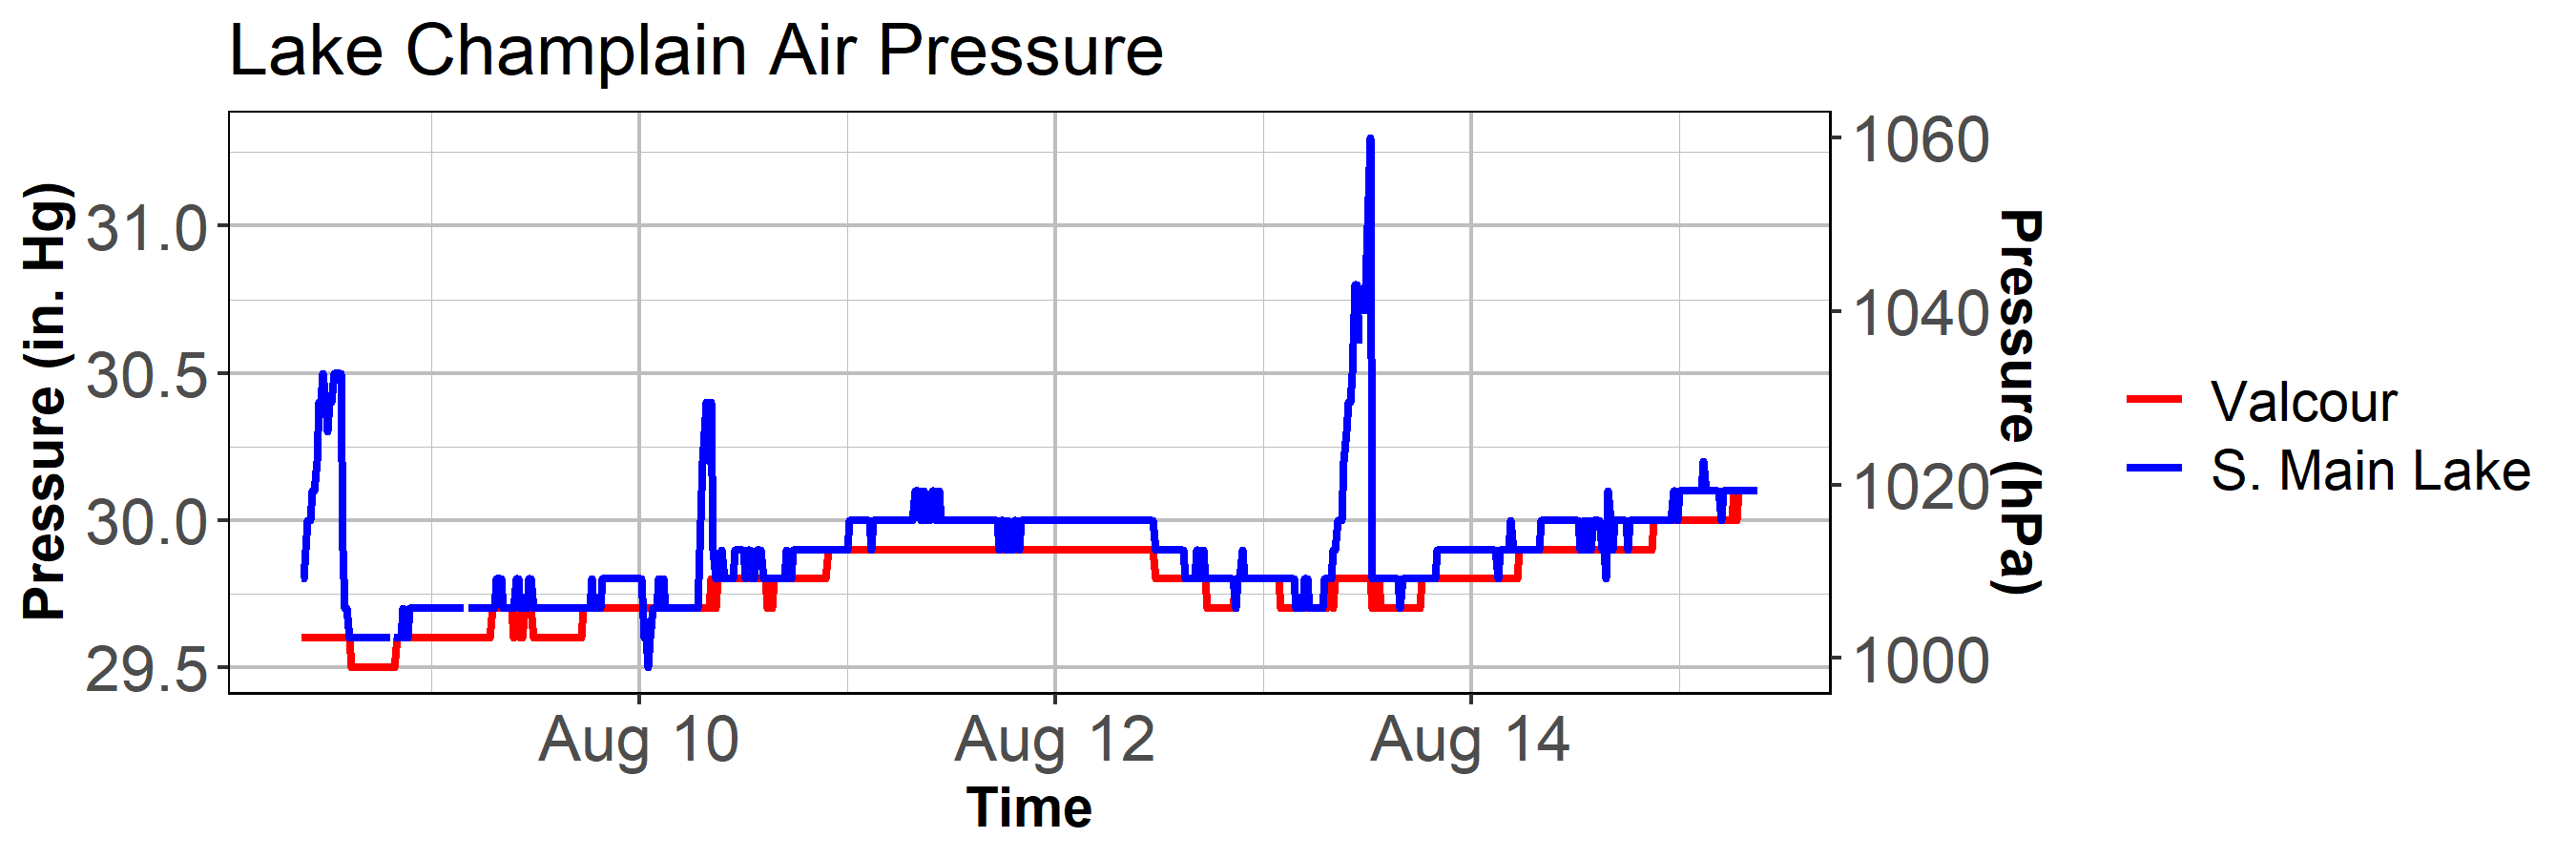 Lake Champlain Air Pressure
Pressure (in. Hg)
31.0
30.5
30.0
29.5
1060
1040
1020
1000
Pressure (hPa)
Aug 10
Aug 12
Aug 14
Time
Valcour
S. Main Lake